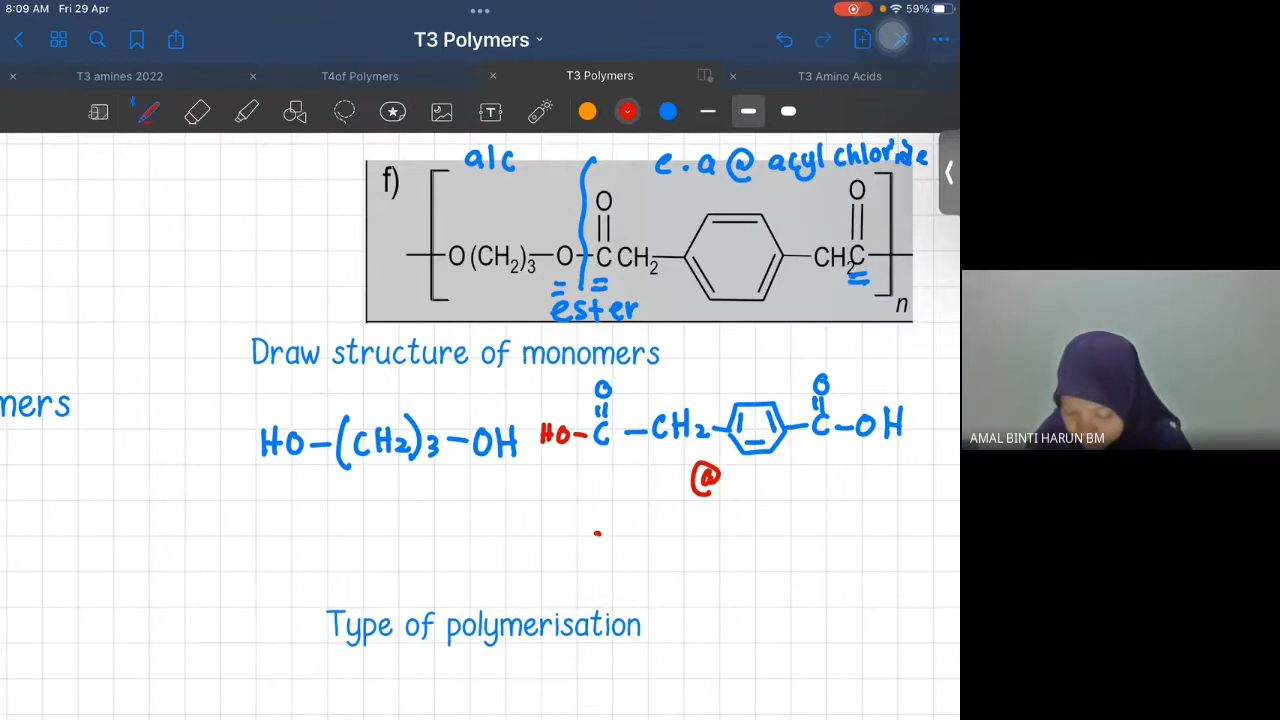 8:09 AM Fri 29 Apr
59%
T3 Polymers
T3 amines 2022
T4of Polymers
T3 Polymers
T3 Amino Acids
alc
c.a @ acyl chloride
f)
O
O
O(CH2)3
O
C
CH2
CH2
C
n
ester
Draw structure of monomers
mers
O
O
HO-(CH2)3-OH
HO-C-CH2-
-C-OH
@
AMAL BINTI HARUN BM
Type of polymerisation